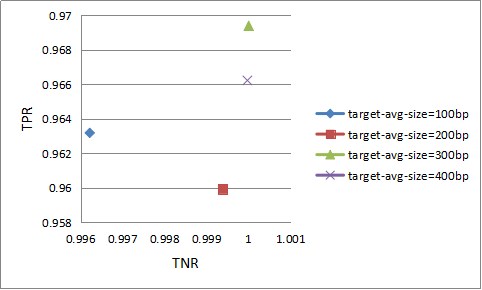 0.97
0.968
0.966
0.964
0.962
0.96
0.958
TPR
0.996 0.997 0.998 0.999 1 1.001
TNR
target-avg-size=100bp
target-avg-size=200bp
target-avg-size=300bp
target-avg-size=400bp